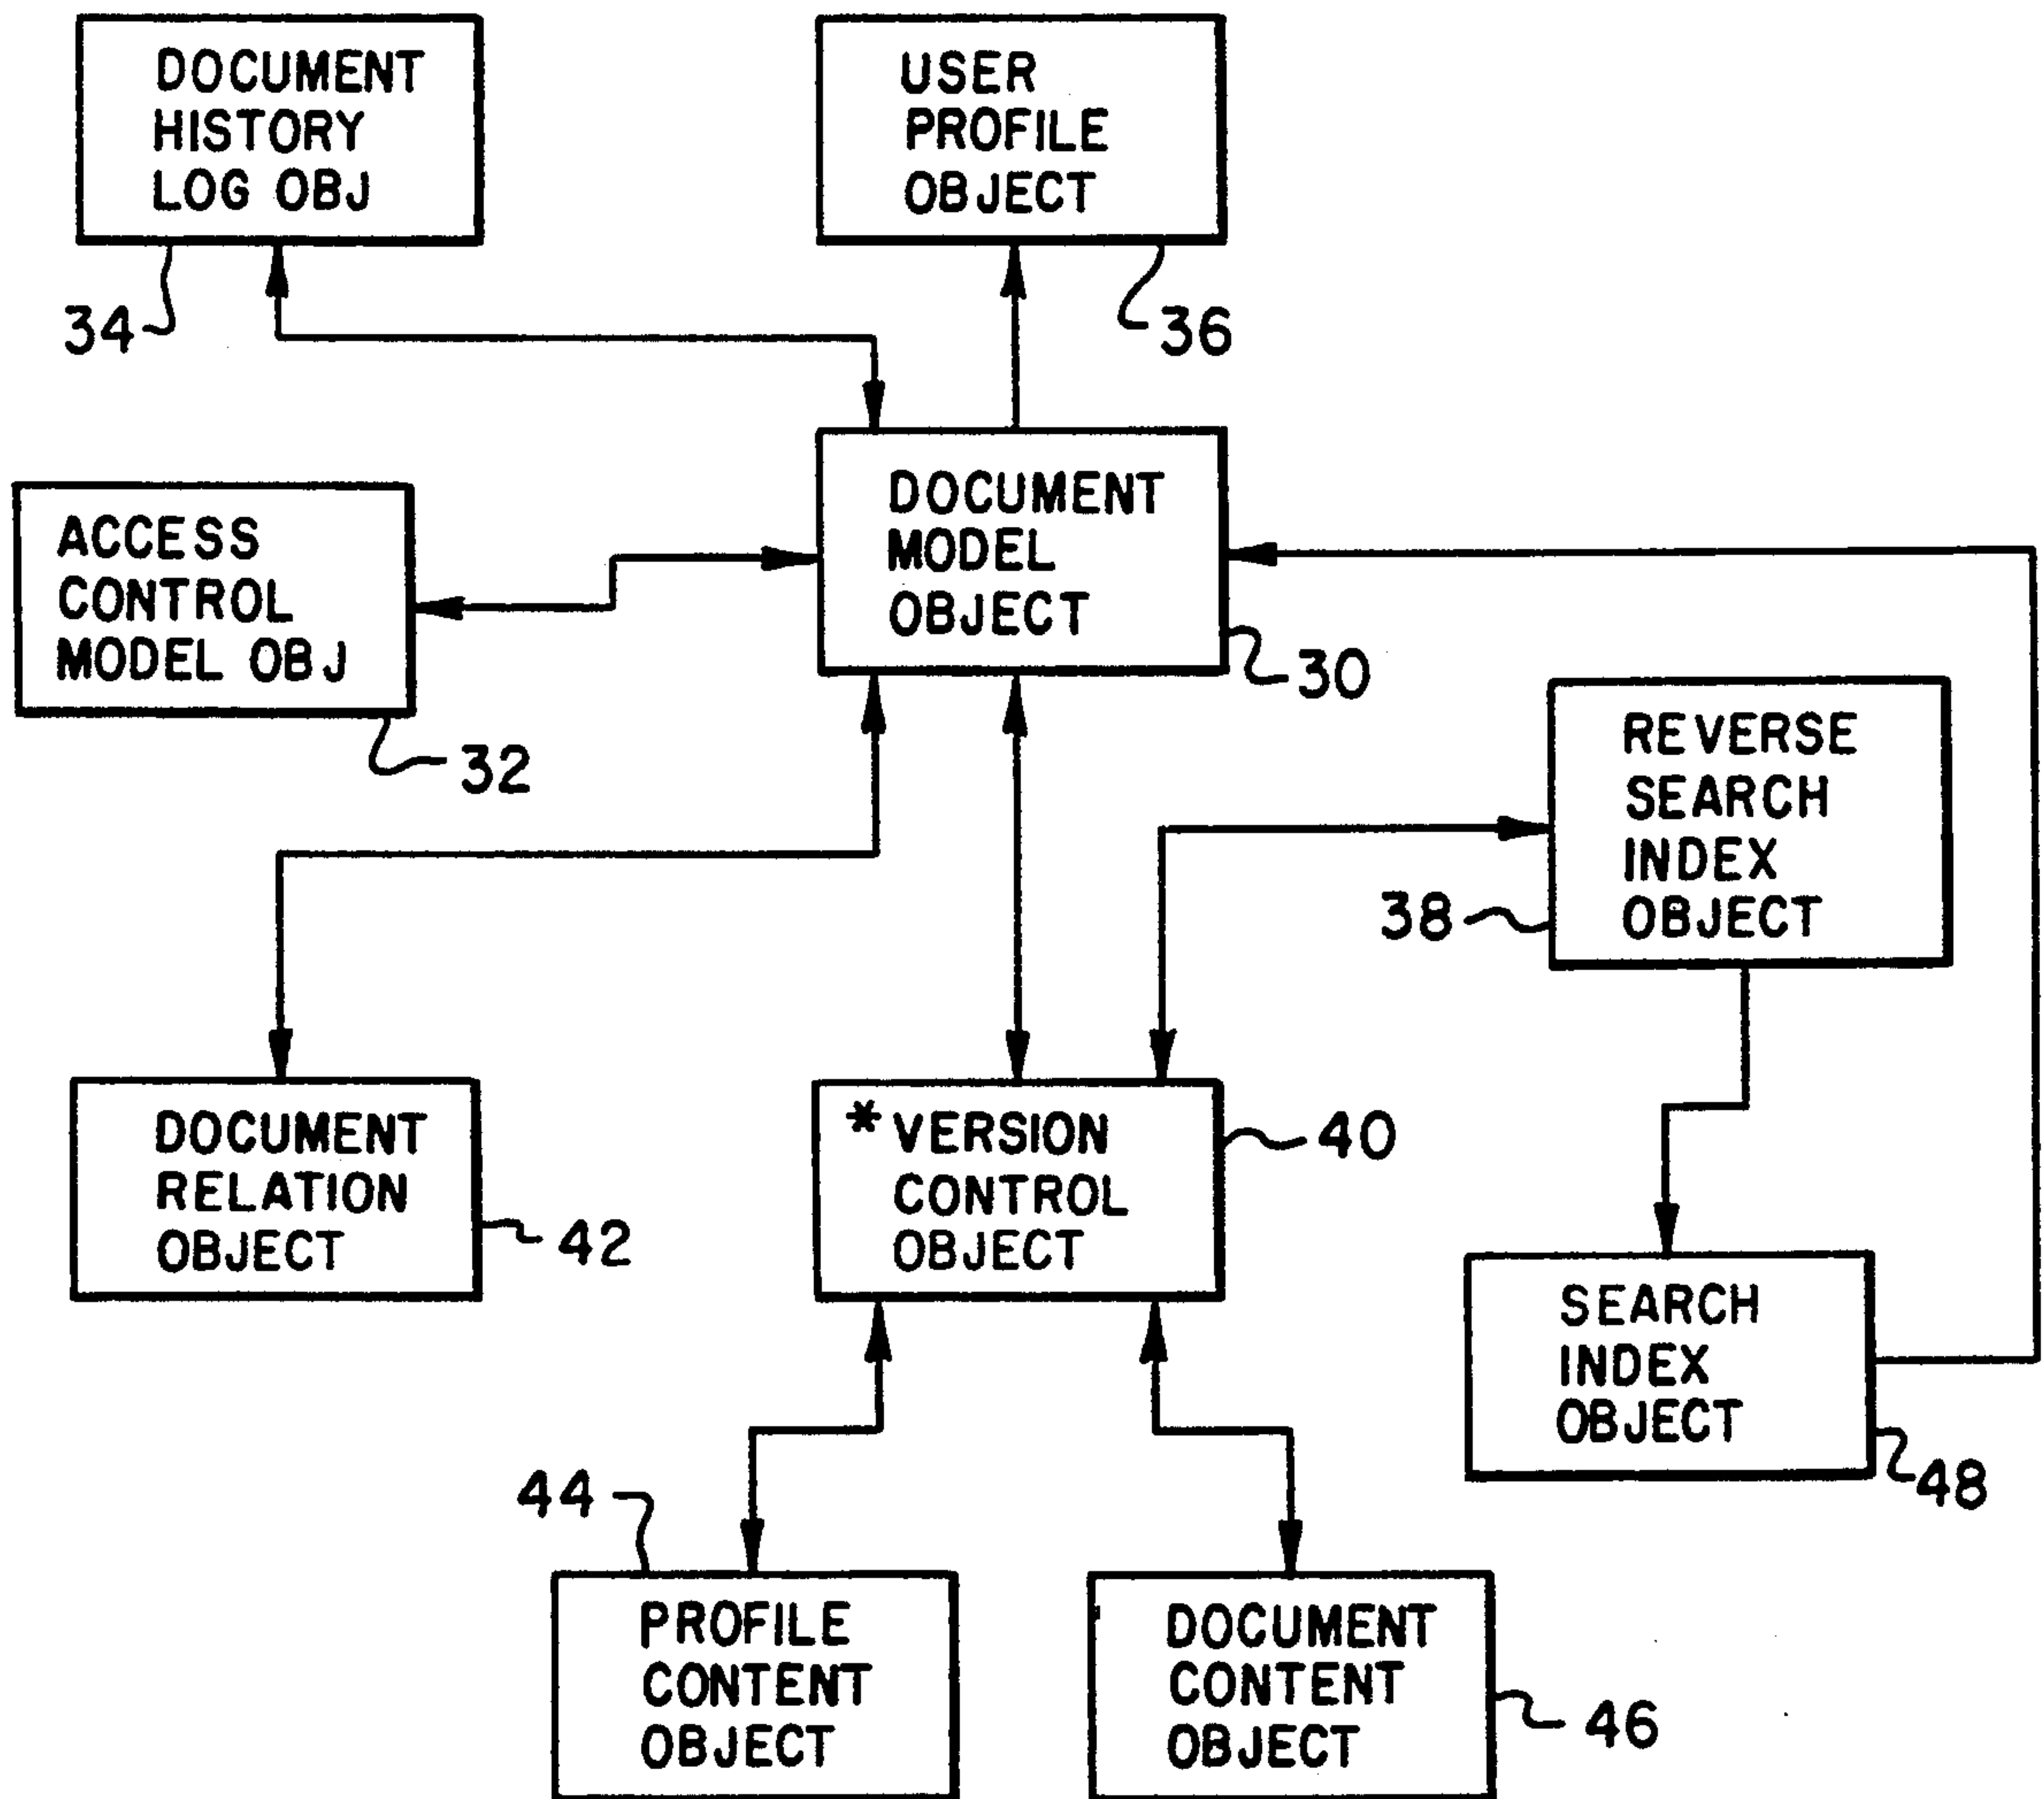 DOCUMENT
HISTORY
LOG OBJ
34
USER
PROFILE
OBJECT
36
DOCUMENT
MODEL
OBJECT
30
ACCESS
CONTROL
MODEL OBJ
32
REVERSE
SEARCH
INDEX
OBJECT
38
DOCUMENT
RELATION
OBJECT
42
* VERSION
CONTROL
OBJECT
40
SEARCH
INDEX
OBJECT
48
44
PROFILE
CONTENT
OBJECT
DOCUMENT
CONTENT
OBJECT
46